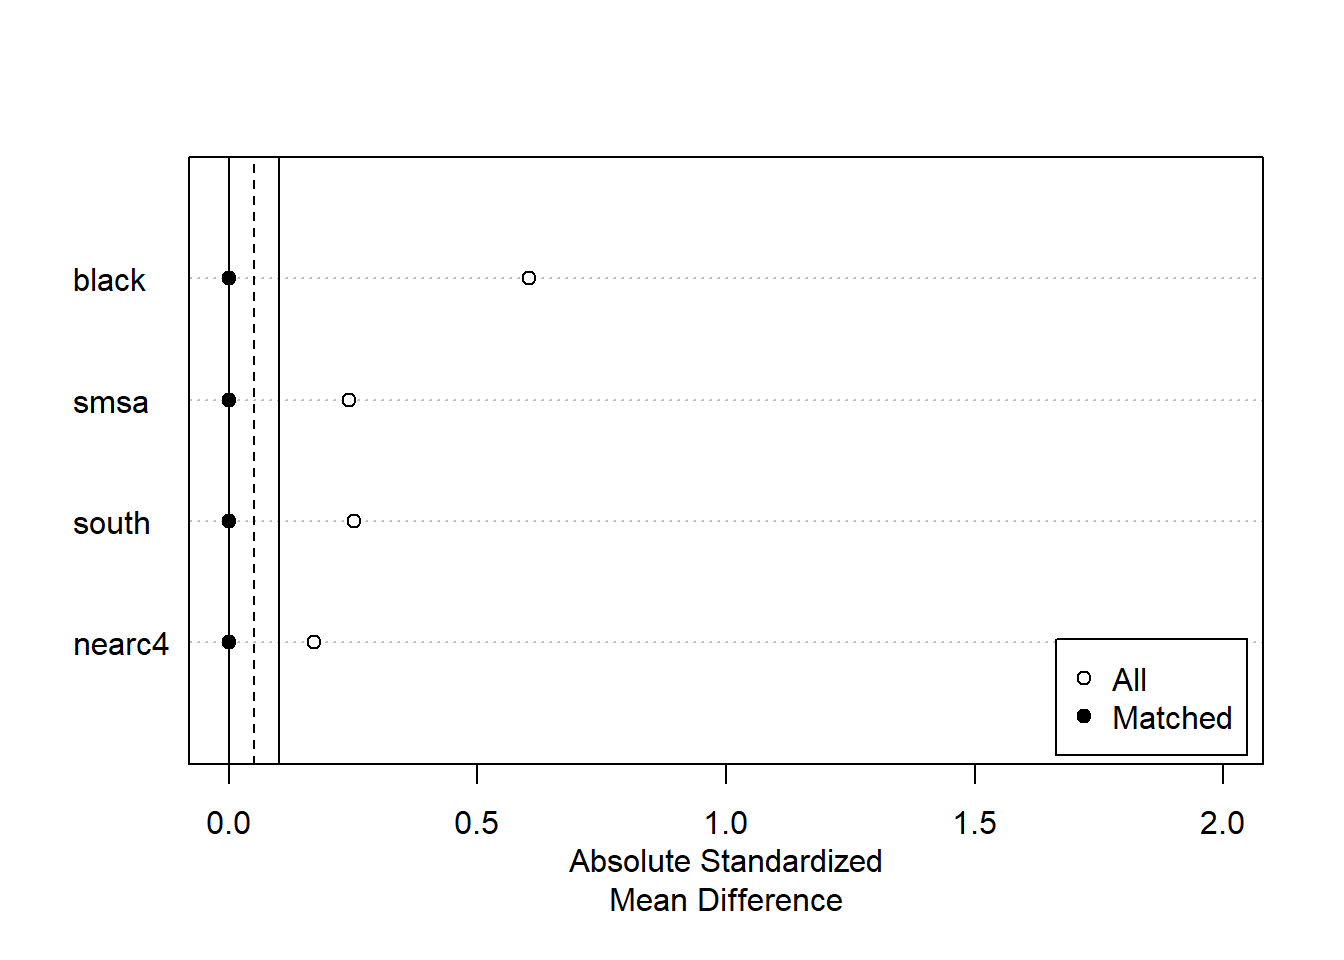 black
smsa
south
nearc4
All
Matched
0.0 0.5 1.0 1.5 2.0
Absolute Standardized
Mean Difference